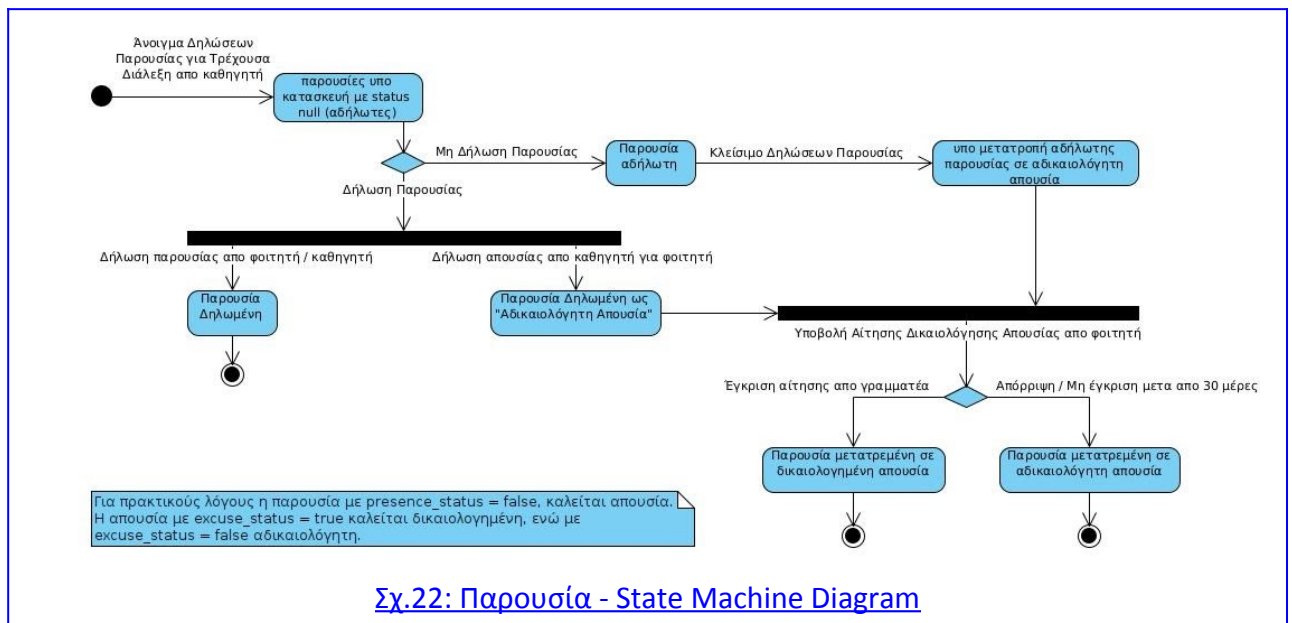 Άνοιγμα Δηλώσεων
Παρουσίας για Τρέχουσα
Διάλεξη απο καθηγητή
παρουσίες υπο
κατασκευή με status
null (αδήλωτες)
Μη Δήλωση Παρουσίας
Παρουσία
αδήλωτη
Κλείσιμο Δηλώσεων Παρουσίας
υπο μετατροπή αδήλωτης
παρουσίας σε αδικαιολόγητη
απουσία
Δήλωση Παρουσίας
Δήλωση παρουσίας απο φοιτητή / καθηγητή
Δήλωση απουσίας απο καθηγητή για φοιτητή
Παρουσία
Δηλωμένη
Παρουσία Δηλωμένη ως
"Αδικαιολόγητη Απουσία"
Υποβολή Αίτησης Δικαιολόγησης Απουσίας απο φοιτητή
Έγκριση αίτησης απο γραμματέα
Απόρριψη / Μη έγκριση μετα απο 30 μέρες
Παρουσία μετατρεμένη σε
δικαιολογημένη απουσία
Παρουσία μετατρεμένη σε
αδικαιολόγητη απουσία
Για πρακτικούς λόγους η παρουσία με presence_status = false, καλείται απουσία.
Η απουσία με excuse_status = true καλείται δικαιολογημένη, ενώ με
excuse_status = false αδικαιολόγητη.
Σχ.22: Παρουσία - State Machine Diagram